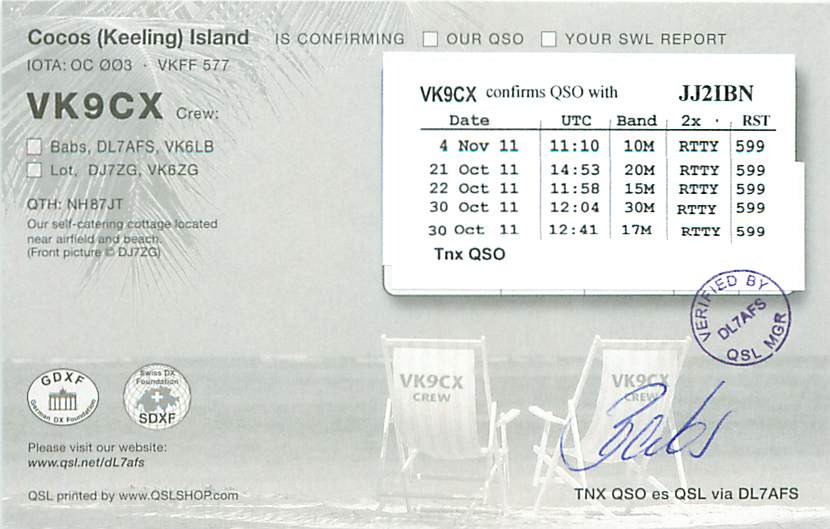 Cocos (Keeling) Island IS CONFIRMING OUR QSO YOUR SWL REPORT
IOTA: OC ØØ3 · VKFF 577
VK9CX Crew:
Babs, DL7AFS, VK6LB
Lot, DJ7ZG, VK6ZG
QTH: NH87JT
Our self-catering cottage located
near airfield and beach.
(Front picture © DJ7ZG)
VK9CX confirms QSO with JJ2IBN
Date UTC Band 2x · RST
4 Nov 11 11:10 10M RTTY 599
21 Oct 11 14:53 20M RTTY 599
22 Oct 11 11:58 15M RTTY 599
30 Oct 11 12:04 30M RTTY 599
30 Oct 11 12:41 17M RTTY 599
Tnx QSO
VERIFIED BY
DL7AFS
QSL MGR
VK9CX
CREW
VK9CX
CREW
Babs
GDXF
German DX Foundation
Swiss DX
Foundation
SDXF
Please visit our website:
www.qsl.net/dL7afs
QSL printed by www.QSLSHOP.com
TNX QSO es QSL via DL7AFS